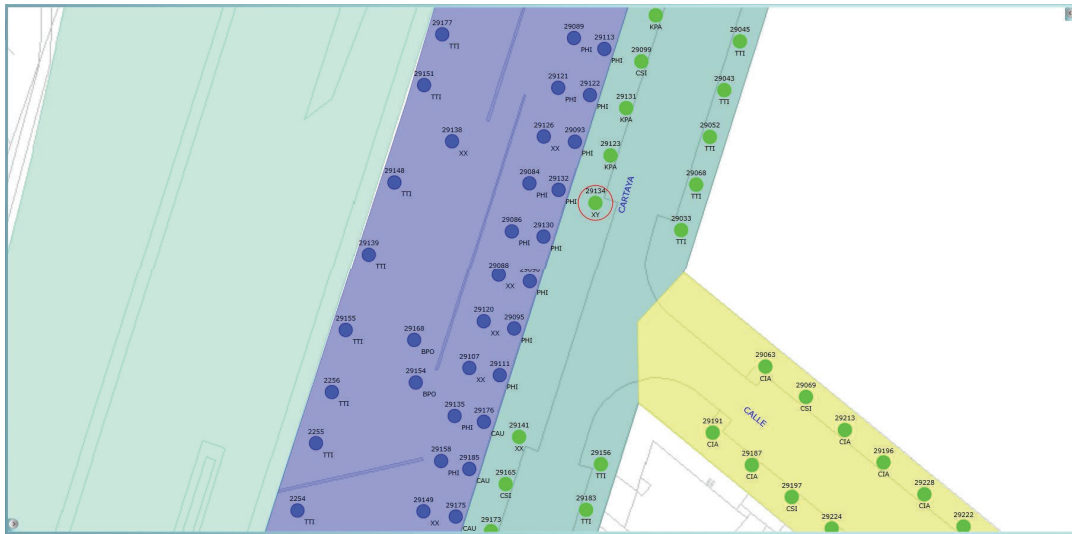 29177
TTI
29089
PHI
29113
PHI
KPA
29099
CSI
29045
TTI
29151
TTI
29121
PHI
29122
PHI
29131
KPA
29043
TTI
29138
XX
29126
XX
29093
PHI
29123
KPA
29052
TTI
29148
TTI
29084
PHI
29132
PHI
29134
XY
CARTAYA
29068
TTI
29086
PHI
29130
PHI
29033
TTI
29139
TTI
29088
XX
PHI
29155
TTI
29168
BPO
29120
XX
29095
PHI
29154
BPO
29107
XX
29111
PHI
29063
CIA
29069
CSI
2256
TTI
29135
PHI
29176
CAU
29141
XX
CALLE
29213
CIA
29191
CIA
2255
TTI
29158
PHI
29185
CAU
29165
CSI
29156
TTI
29187
CIA
29196
CIA
2254
TTI
29149
XX
29175
CAU
29173
29183
TTI
29197
CSI
29228
CIA
29224
29222